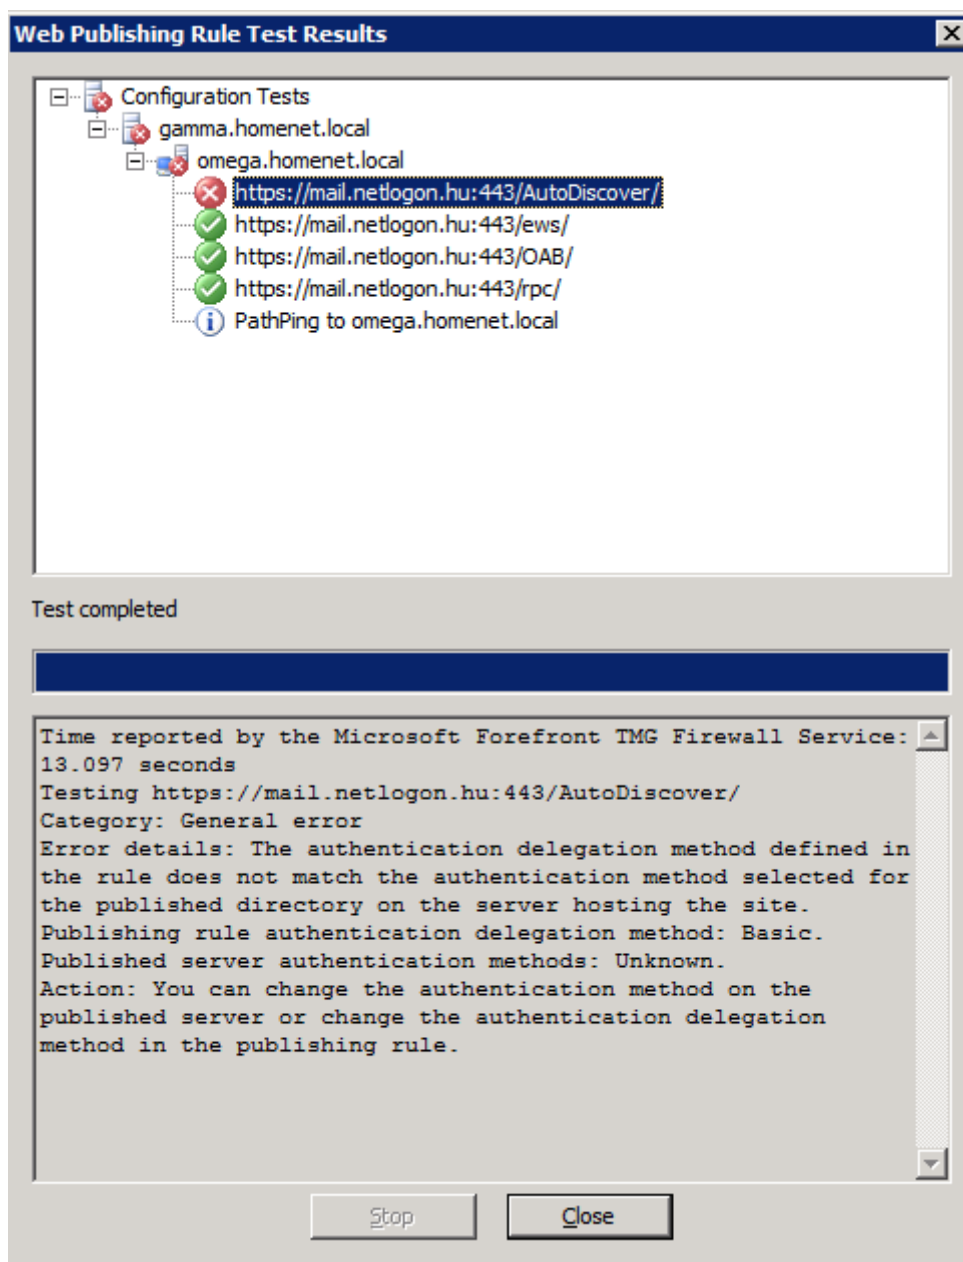 Web Publishing Rule Test Results
Configuration Tests
gamma.homenet.local
omega.homenet.local
https://mail.netlogon.hu:443/AutoDiscover/
https://mail.netlogon.hu:443/ews/
https://mail.netlogon.hu:443/OAB/
https://mail.netlogon.hu:443/rpc/
PathPing to omega.homenet.local
Test completed
Time reported by the Microsoft Forefront TMG Firewall Service:
13.097 seconds
Testing https://mail.netlogon.hu:443/AutoDiscover/
Category: General error
Error details: The authentication delegation method defined in
the rule does not match the authentication method selected for
the published directory on the server hosting the site.
Publishing rule authentication delegation method: Basic.
Published server authentication methods: Unknown.
Action: You can change the authentication method on the
published server or change the authentication delegation
method in the publishing rule.
Stop
Close